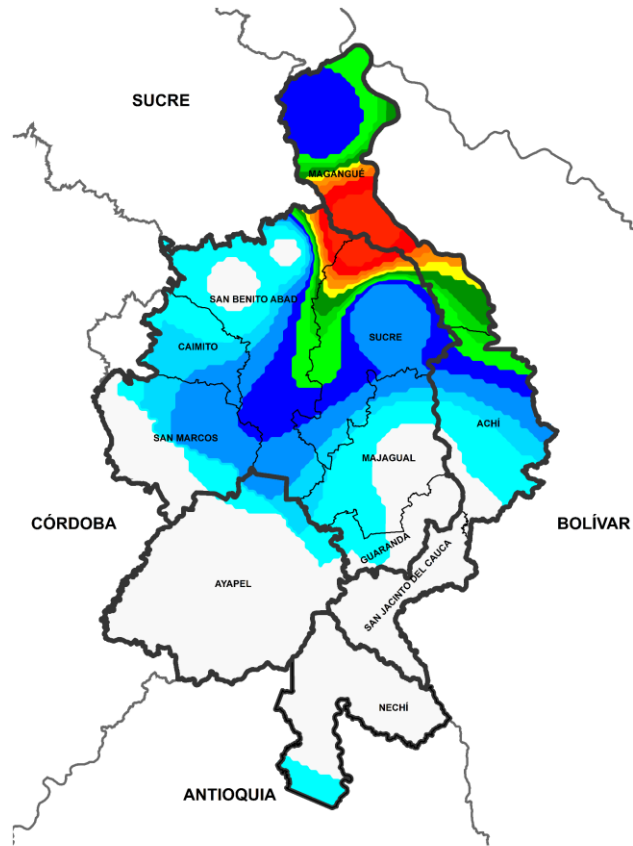 SUCRE
MAGANGUÉ
SAN BENITO ABAD
SUCRE
CAIMITO
ACHÍ
SAN MARCOS
MAJAGUAL
CÓRDOBA
BOLÍVAR
GUARANDA
SAN JACINTO DEL CAUCA
AYAPEL
NECHÍ
ANTIOQUIA